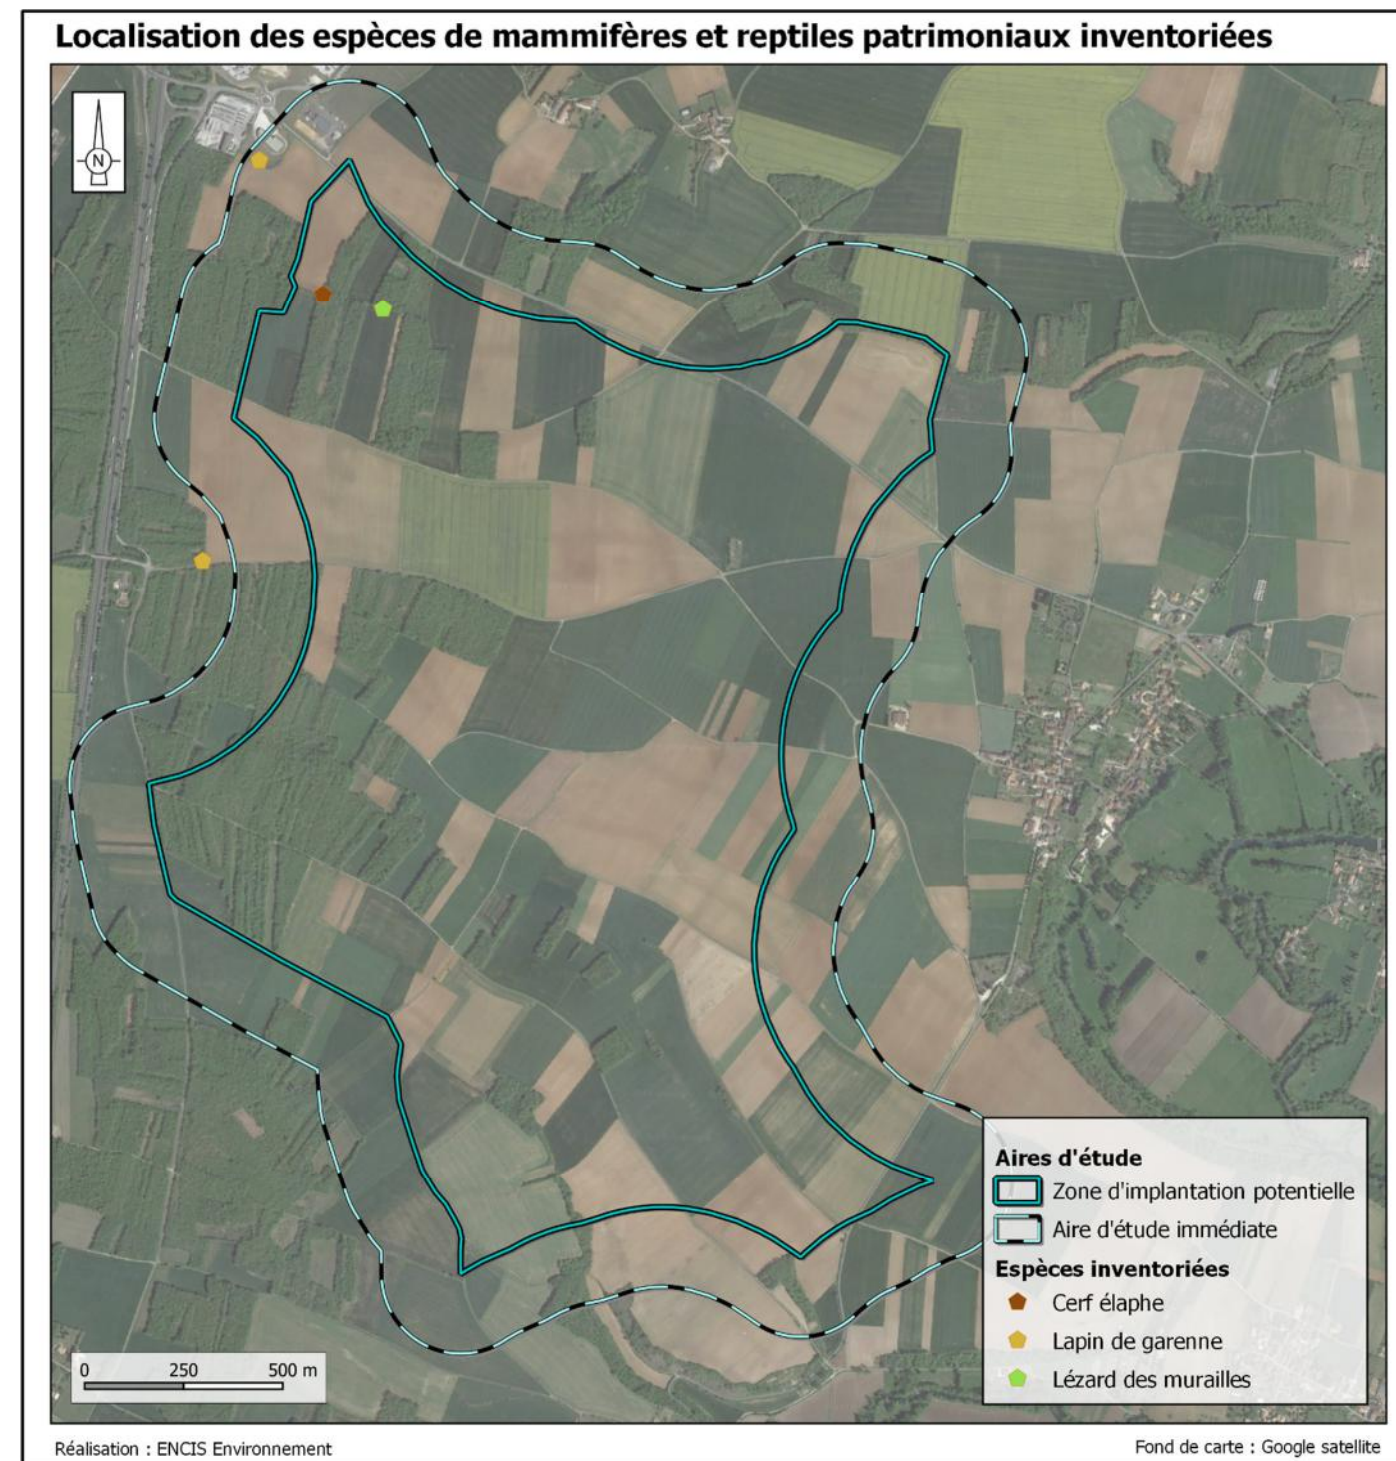 Localisation des espèces de mammifères et reptiles patrimoniaux inventoriées
N
Aires d'étude
Zone d'implantation potentielle
Aire d'étude immédiate
Espèces inventoriées
Cerf élaphe
Lapin de garenne
Lézard des murailles
0 250 500 m
Réalisation : ENCIS Environnement
Fond de carte : Google satellite